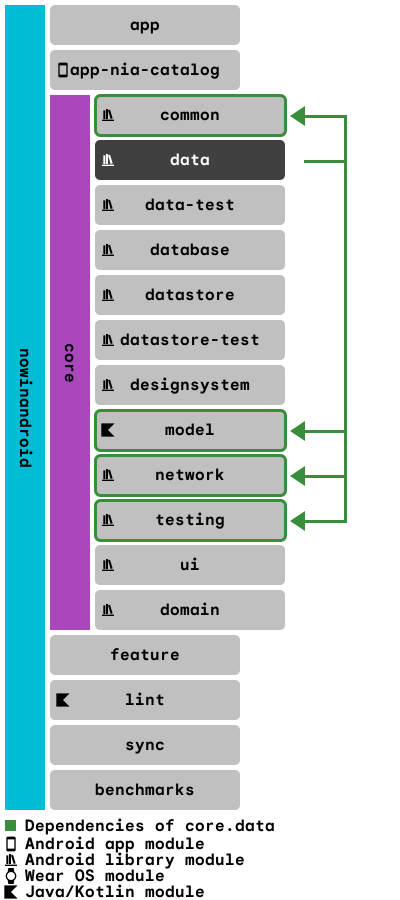 app
app-nia-catalog
common
data
data-test
database
datastore
datastore-test
designsystem
model
network
testing
ui
domain
core
nowinandroid
feature
lint
sync
benchmarks
Dependencies of core.data
Android app module
Android library module
Wear OS module
Java/Kotlin module